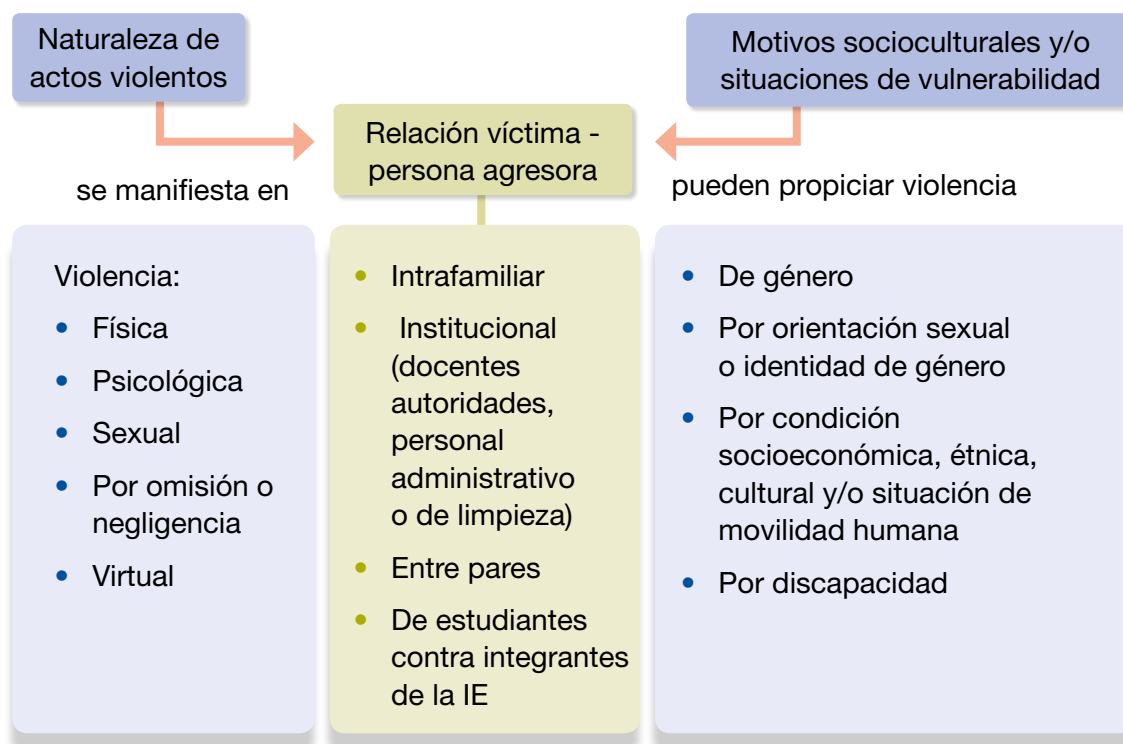 Naturaleza de
actos violentos
Motivos socioculturales y/o
situaciones de vulnerabilidad
Relación víctima -
persona agresora
se manifiesta en
pueden propiciar violencia
Violencia:
• Física
• Psicológica
• Sexual
• Por omisión o
negligencia
• Virtual
• Intrafamiliar
• Institucional
(docentes
autoridades,
personal
administrativo
o de limpieza)
• Entre pares
• De estudiantes
contra integrantes
de la IE
• De género
• Por orientación sexual
o identidad de género
• Por condición
socioeconómica, étnica,
cultural y/o situación de
movilidad humana
• Por discapacidad